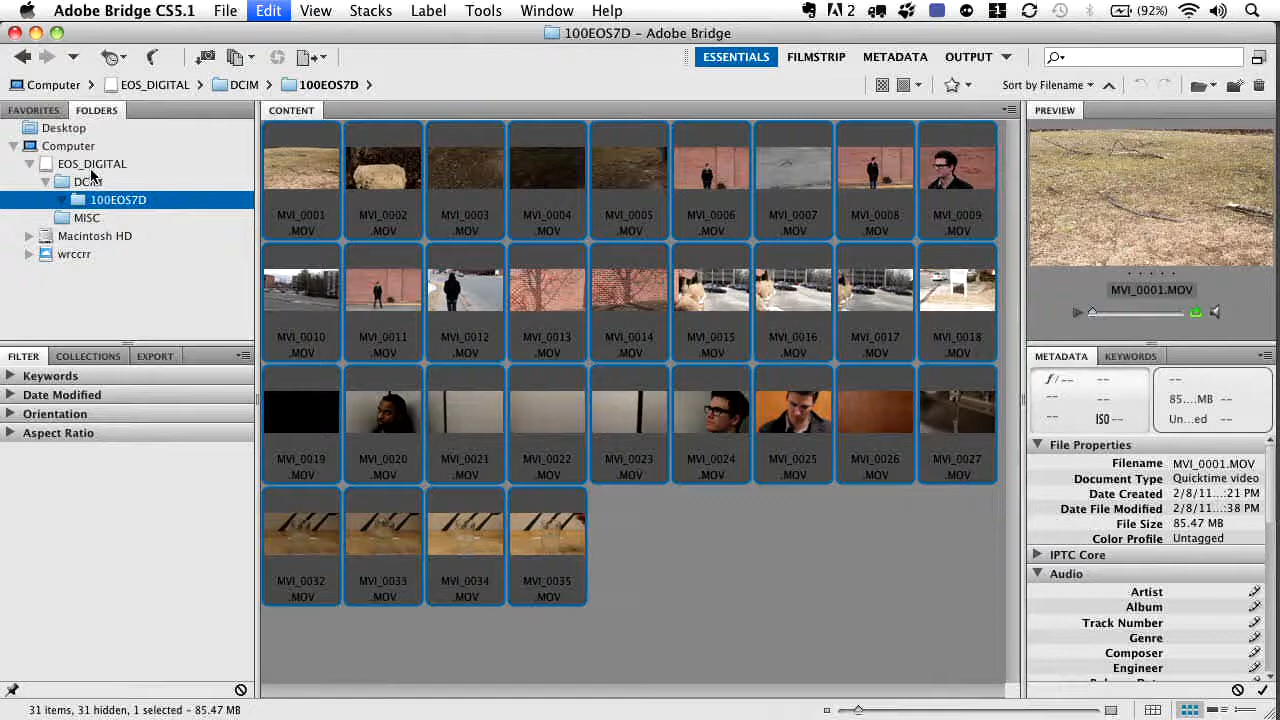 Adobe Bridge CS5.1 File Edit View Stacks Label Tools Window Help 2 1 (92%)
100EOS7D - Adobe Bridge
ESSENTIALS FILMSTRIP METADATA OUTPUT
Computer EOS_DIGITAL DCIM 100EOS7D Sort by Filename
FAVORITES FOLDERS
Desktop
Computer
EOS_DIGITAL
DCIM
100EOS7D
MISC
Macintosh HD
wrccrr
FILTER COLLECTIONS EXPORT
Keywords
Date Modified
Orientation
Aspect Ratio
CONTENT
MVI_0001 MVI_0002 MVI_0003 MVI_0004 MVI_0005 MVI_0006 MVI_0007 MVI_0008 MVI_0009
.MOV .MOV .MOV .MOV .MOV .MOV .MOV .MOV .MOV
MVI_0010 MVI_0011 MVI_0012 MVI_0013 MVI_0014 MVI_0015 MVI_0016 MVI_0017 MVI_0018
.MOV .MOV .MOV .MOV .MOV .MOV .MOV .MOV .MOV
MVI_0019 MVI_0020 MVI_0021 MVI_0022 MVI_0023 MVI_0024 MVI_0025 MVI_0026 MVI_0027
.MOV .MOV .MOV .MOV .MOV .MOV .MOV .MOV .MOV
MVI_0032 MVI_0033 MVI_0034 MVI_0035
.MOV .MOV .MOV .MOV
PREVIEW
MVI_0001.MOV
METADATA KEYWORDS
f/-- --
-- --
-- ISO --
--
85....MB --
Un...ed --
File Properties
Filename MVI_0001.MOV
Document Type Quicktime video
Date Created 2/8/11...:21 PM
Date File Modified 2/8/11...:38 PM
File Size 85.47 MB
Color Profile Untagged
IPTC Core
Audio
Artist
Album
Track Number
Genre
Composer
Engineer
31 items, 31 hidden, 1 selected - 85.47 MB